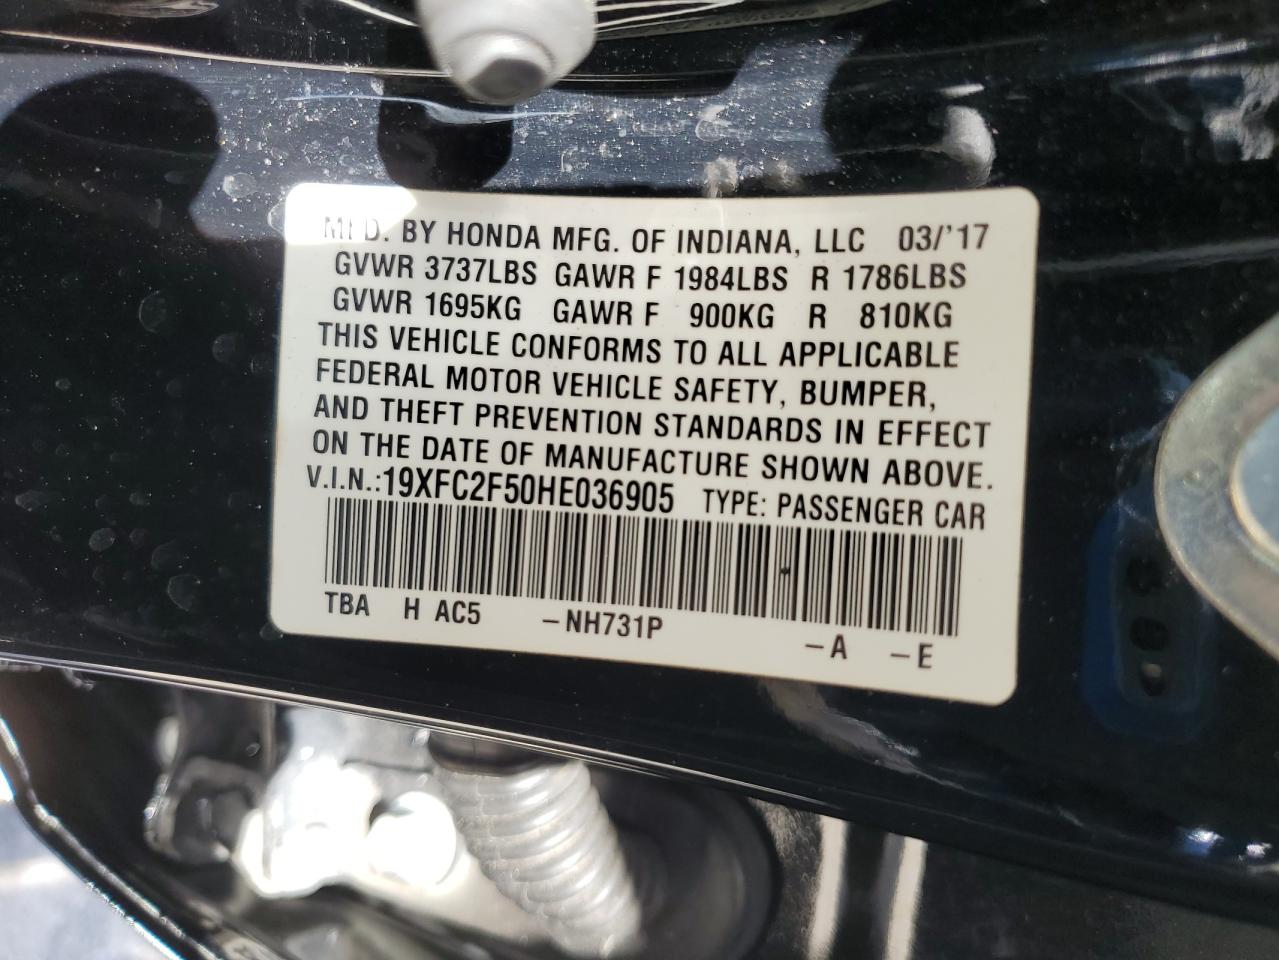 MFD. BY HONDA MFG. OF INDIANA, LLC 03/'17
GVWR 3737LBS GAWR F 1984LBS R 1786LBS
GVWR 1695KG GAWR F 900KG R 810KG
THIS VEHICLE CONFORMS TO ALL APPLICABLE
FEDERAL MOTOR VEHICLE SAFETY, BUMPER,
AND THEFT PREVENTION STANDARDS IN EFFECT
ON THE DATE OF MANUFACTURE SHOWN ABOVE.
V.I.N.:19XFC2F50HE036905 TYPE: PASSENGER CAR
TBA H AC5 -NH731P -A -E